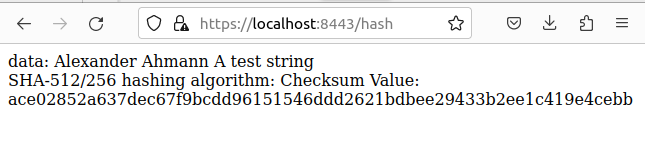 https://localhost:8443/hash
data: Alexander Ahmann A test string
SHA-512/256 hashing algorithm: Checksum Value:
ace02852a637dec67f9bcdd96151546ddd2621bdbee29433b2ee1c419e4cebb